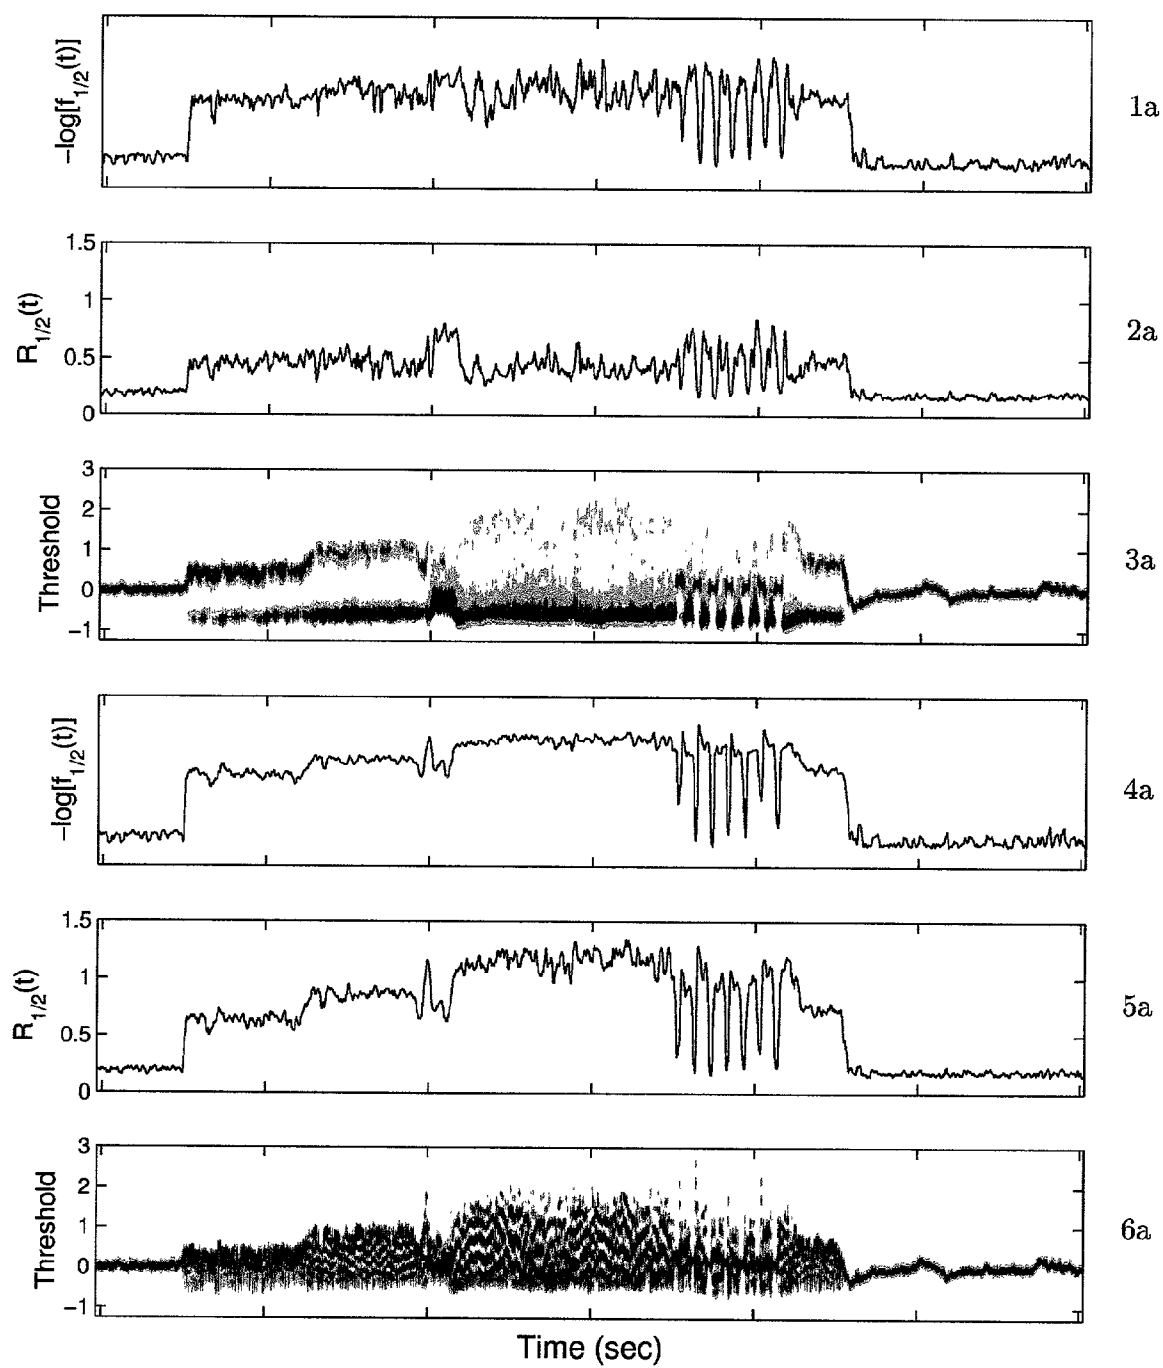 −log[f1/2(t)]
1a
1.5
1
0.5
0
R1/2(t)
2a
3
2
1
0
−1
Threshold
3a
−log[f1/2(t)]
4a
1.5
1
0.5
0
R1/2(t)
5a
3
2
1
0
−1
Threshold
6a
Time (sec)